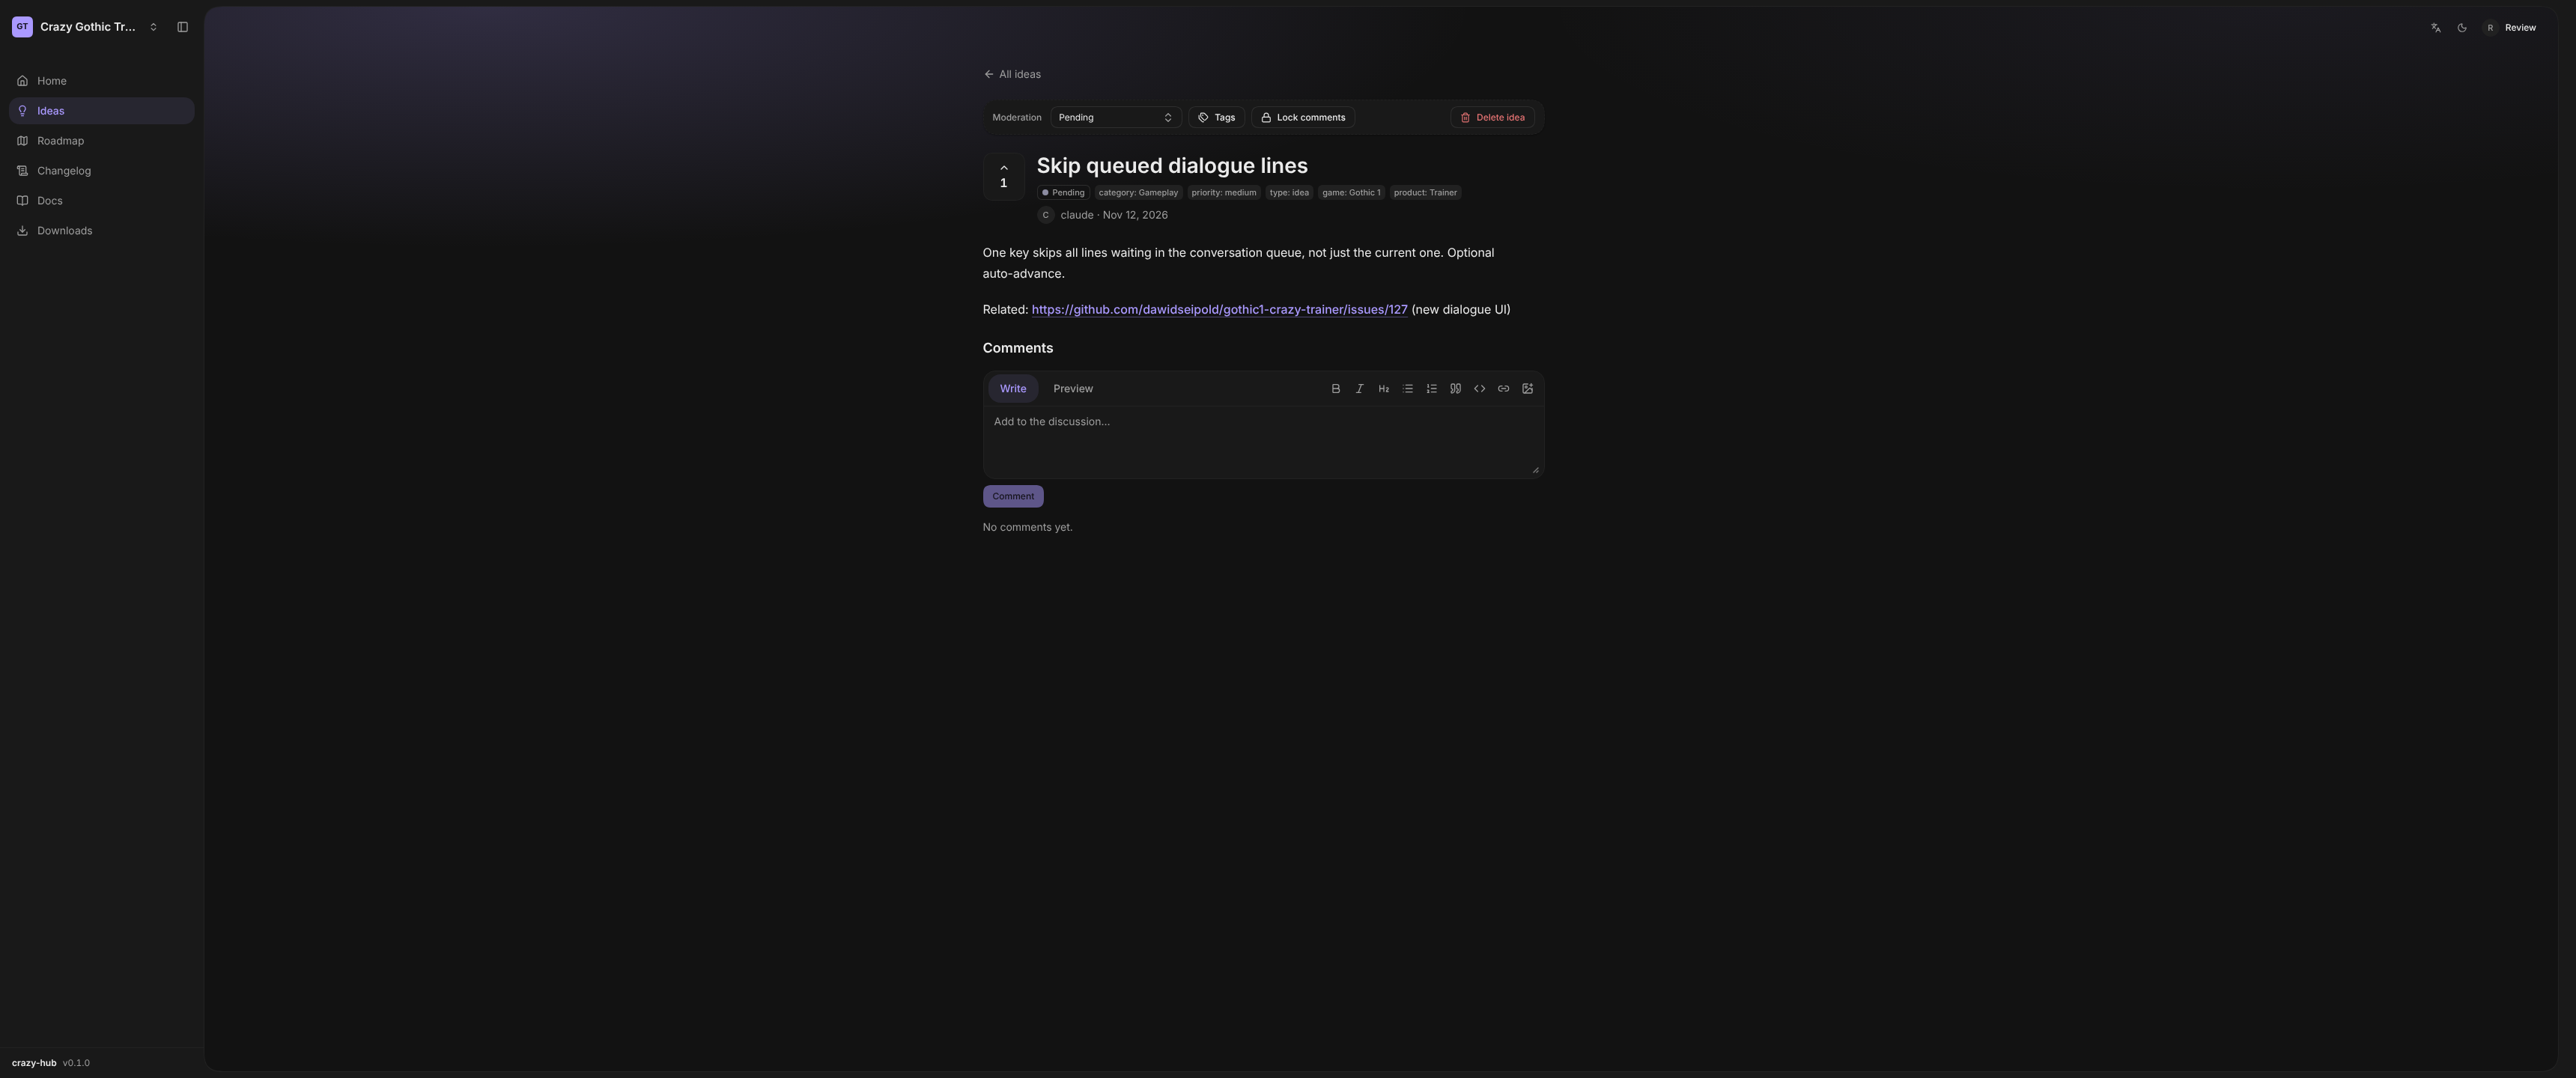 GT Crazy Gothic Tr...
R Review
Home
Ideas
Roadmap
Changelog
Docs
Downloads
All ideas
Moderation Pending Tags Lock comments Delete idea
1
Skip queued dialogue lines
Pending category: Gameplay priority: medium type: idea game: Gothic 1 product: Trainer
C claude · Nov 12, 2026
One key skips all lines waiting in the conversation queue, not just the current one. Optional
auto-advance.
Related: https://github.com/dawidseipold/gothic1-crazy-trainer/issues/127 (new dialogue UI)
Comments
Write Preview B I H2
Add to the discussion...
Comment
No comments yet.
crazy-hub v0.1.0